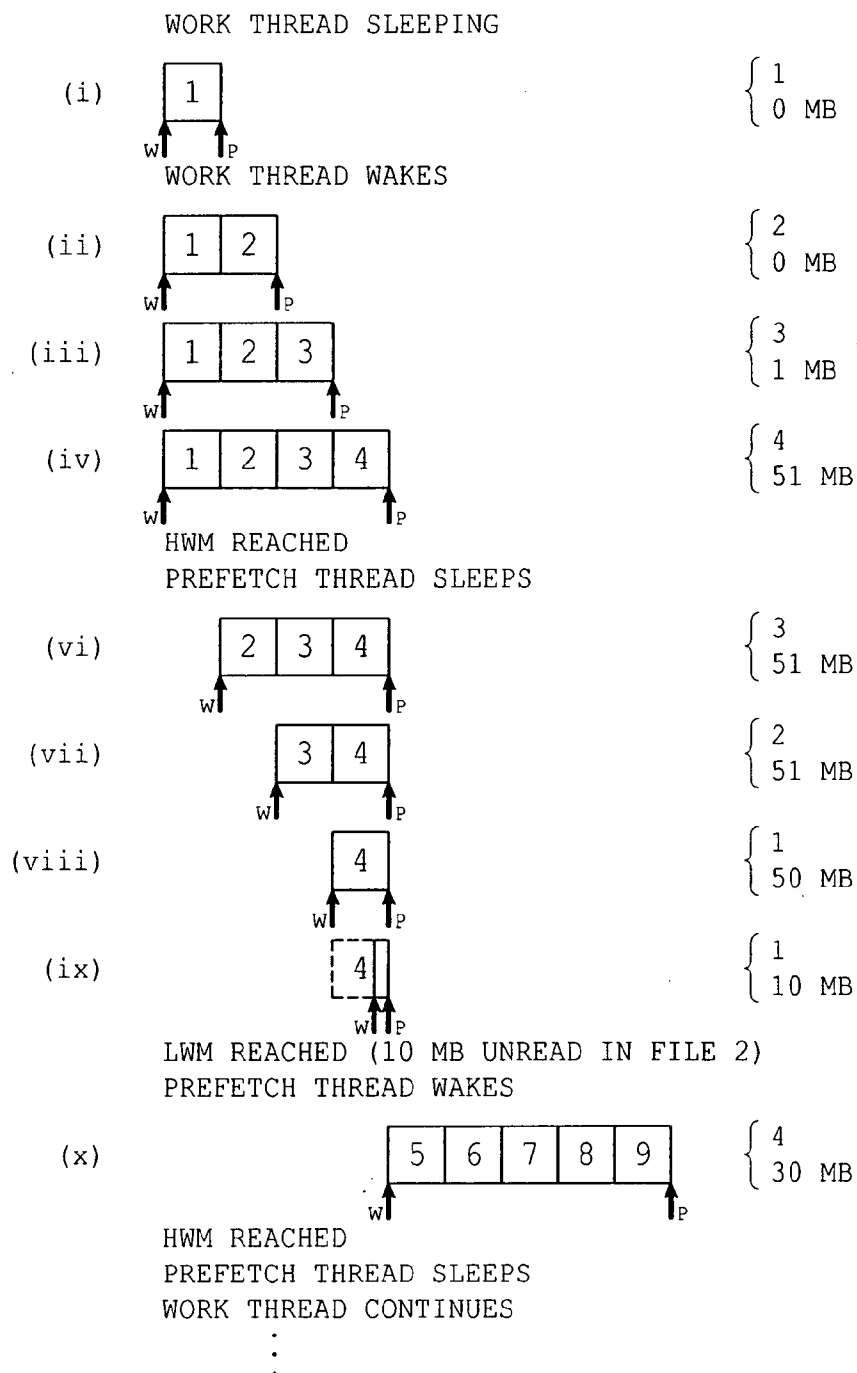 WORK THREAD SLEEPING
(i) 1 { 1
0 MB
W P
WORK THREAD WAKES
(ii) 1 2 { 2
0 MB
W P
(iii) 1 2 3 { 3
1 MB
W P
(iv) 1 2 3 4 { 4
51 MB
W P
HWM REACHED
PREFETCH THREAD SLEEPS
(vi) 2 3 4 { 3
51 MB
W P
(vii) 3 4 { 2
51 MB
W P
(viii) 4 { 1
50 MB
W P
(ix) 4 { 1
10 MB
W P
LWM REACHED (10 MB UNREAD IN FILE 2)
PREFETCH THREAD WAKES
(x) 5 6 7 8 9 { 4
30 MB
W P
HWM REACHED
PREFETCH THREAD SLEEPS
WORK THREAD CONTINUES